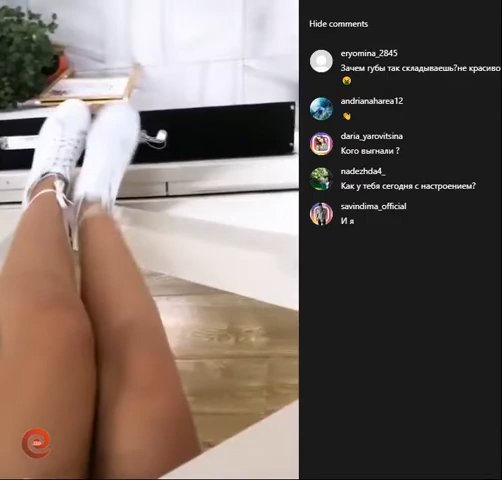 Hide comments
eryomina_2845
Зачем губы так складываешь?не красиво
andrianaharea12
daria_yarovitsina
Кого выгнали ?
nadezhda4_
Как у тебя сегодня с настроением?
savindima_official
И я